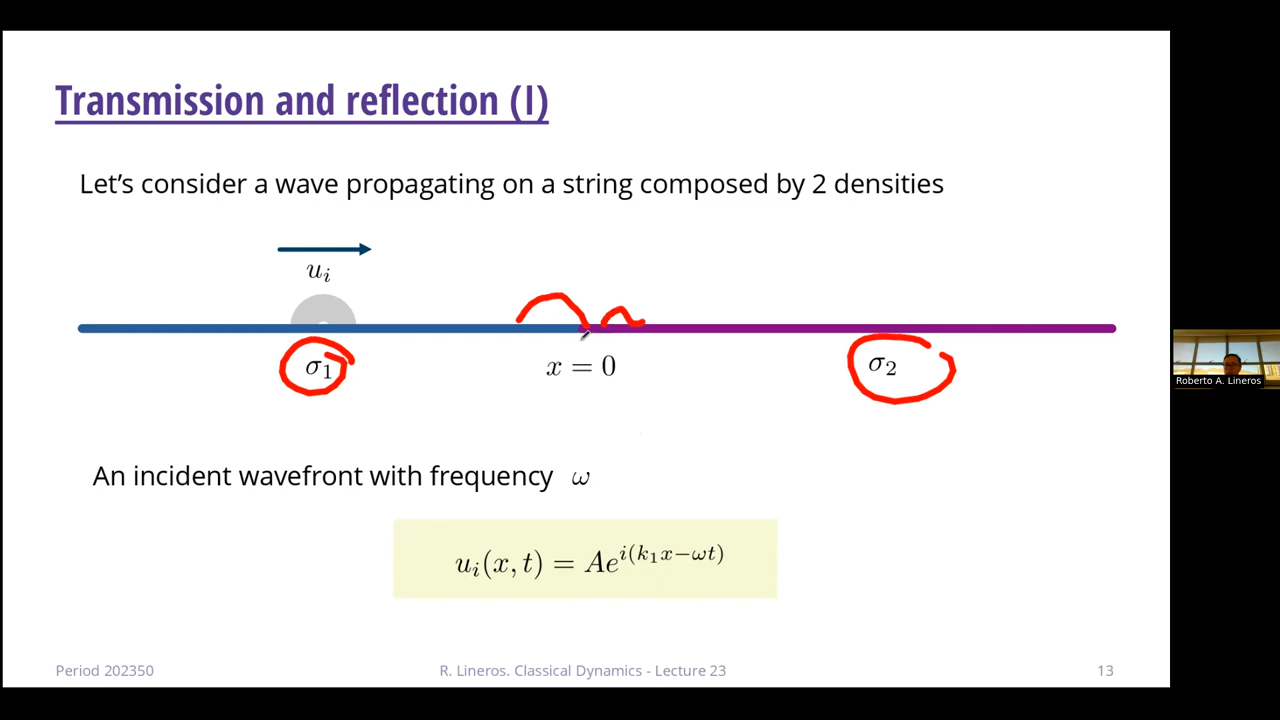 Transmission and reflection (I)
Let's consider a wave propagating on a string composed by 2 densities
u_i
σ_1
x = 0
σ_2
An incident wavefront with frequency ω
u_i(x, t) = Ae^{i(k_1x−ωt)}
Period 202350
R. Lineros. Classical Dynamics - Lecture 23
13
Roberto A. Lineros